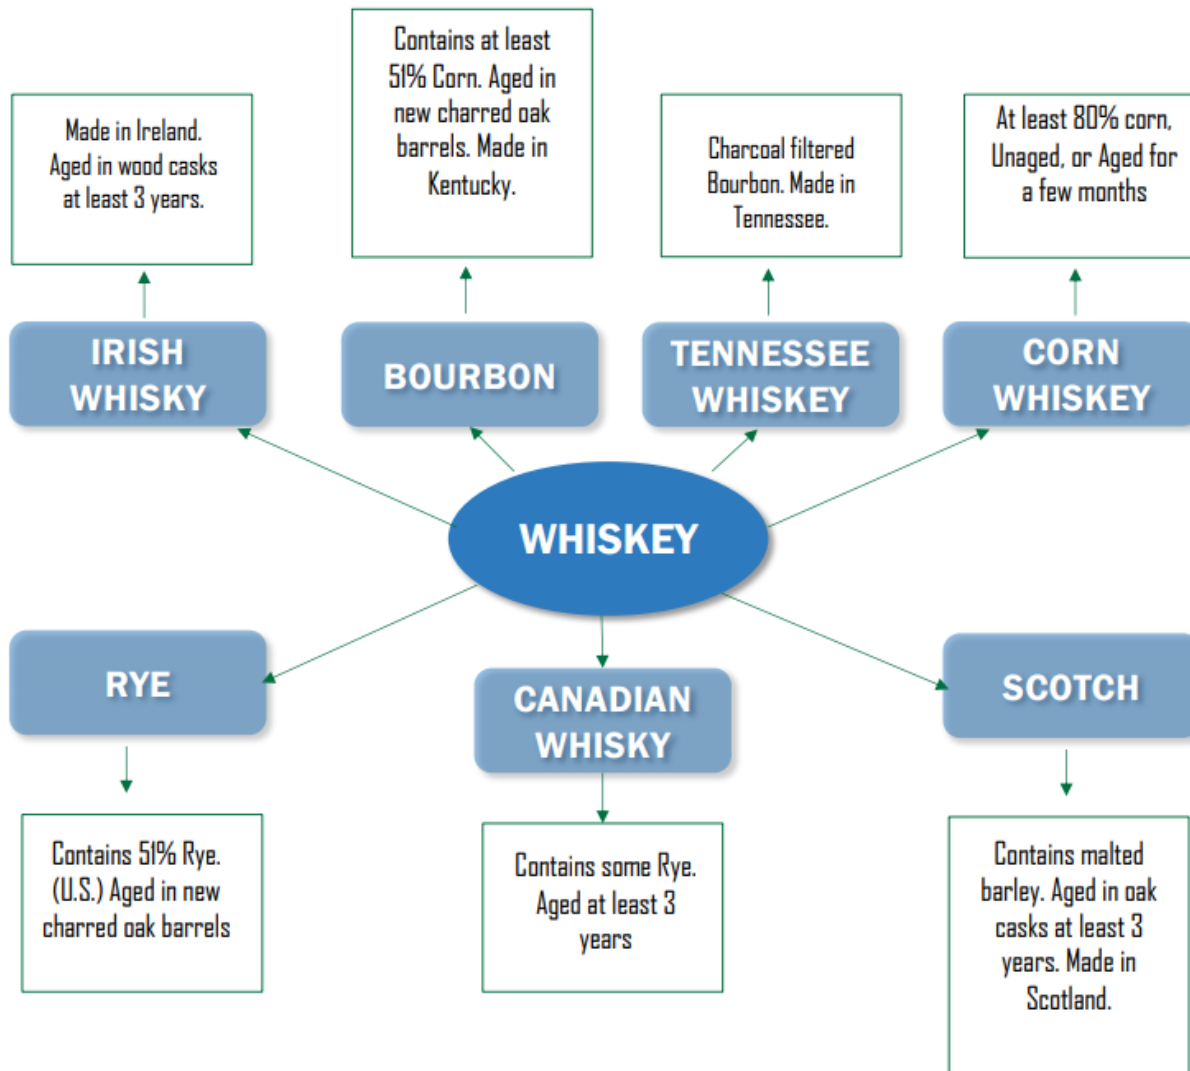 Contains at least
51% Corn. Aged in
new charred oak
barrels. Made in
Kentucky.
Made in Ireland.
Aged in wood casks
at least 3 years.
Charcoal filtered
Bourbon. Made in
Tennessee.
At least 80% corn,
Unaged, or Aged for
a few months
IRISH
WHISKY
BOURBON
TENNESSEE
WHISKEY
CORN
WHISKEY
WHISKEY
RYE
CANADIAN
WHISKY
SCOTCH
Contains 51% Rye.
(U.S.) Aged in new
charred oak barrels
Contains some Rye.
Aged at least 3
years
Contains malted
barley. Aged in oak
casks at least 3
years. Made in
Scotland.